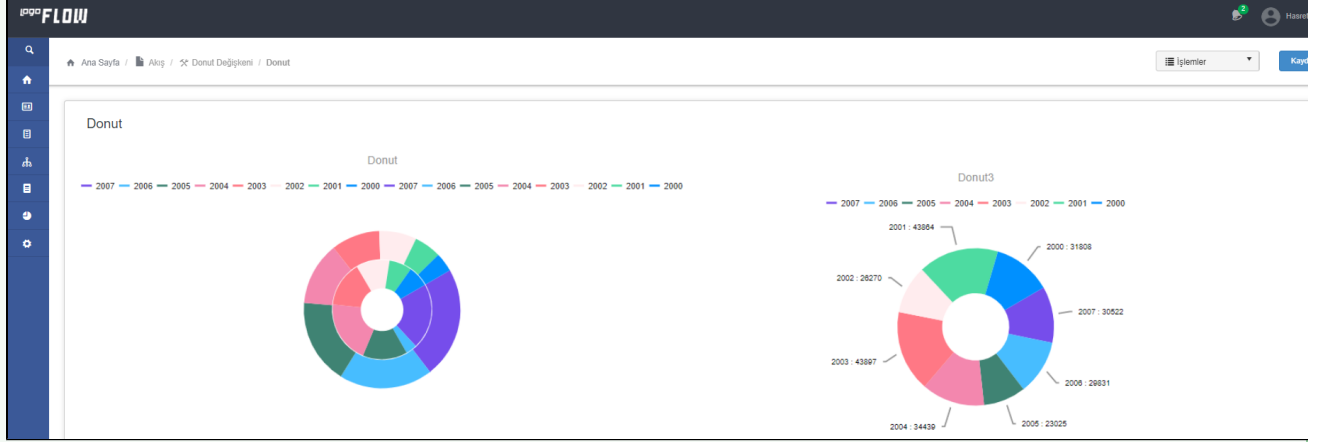 logo FLOW
2
Ana Sayfa / Akış / Donut Değişkeni / Donut
İşlemler
Donut
Donut
2007 2006 2005 2004 2003 2002 2001 2000 2007 2006 2005 2004 2003 2002 2001 2000
Donut3
2007 2006 2005 2004 2003 2002 2001 2000
2001 : 43864
2000 : 31808
2002 : 26270
2007 : 30522
2003 : 43897
2006 : 29831
2004 : 34439
2005 : 23025